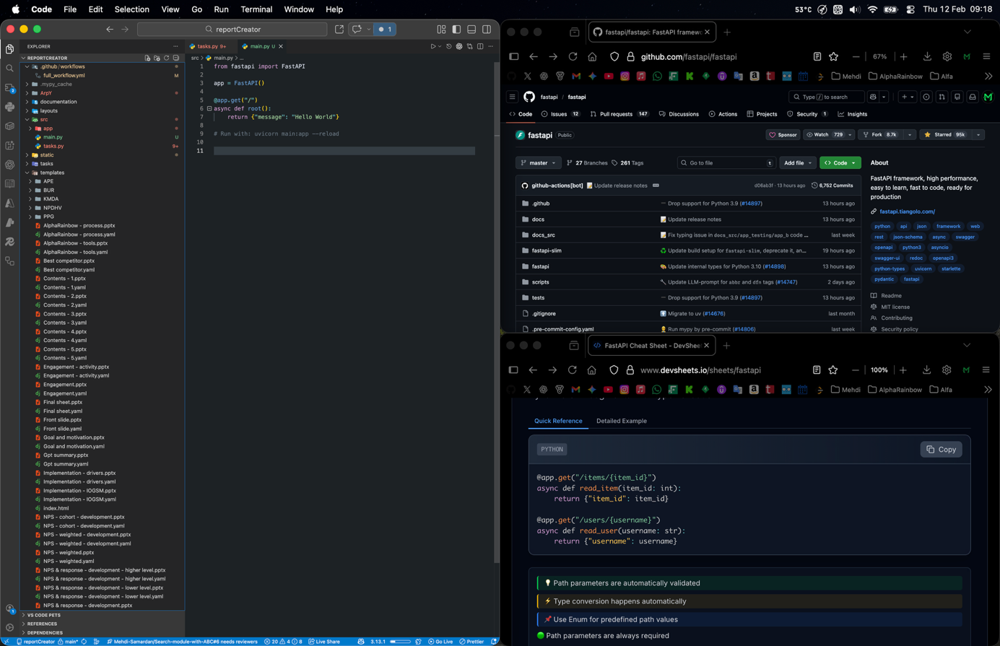 Code File Edit Selection View Go Run Terminal Window Help
53°C
Thu 12 Feb 09:18
reportCreator
1
EXPLORER
REPORTCREATOR
.github/workflows
full_workflow.yml M
.mypy_cache
ArpY
documentation
layouts
src
app
main.py U
tasks.py 9+
static
tasks
templates
APE
BUR
KMDA
NPDHV
PPG
AlphaRainbow - process.pptx
AlphaRainbow - process.yaml
AlphaRainbow - tools.pptx
AlphaRainbow - tools.yaml
Best competitor.pptx
Best competitor.yaml
Contents - 1.pptx
Contents - 1.yaml
Contents - 2.pptx
Contents - 2.yaml
Contents - 3.pptx
Contents - 3.yaml
Contents - 4.pptx
Contents - 4.yaml
Contents - 5.pptx
Contents - 5.yaml
Engagement - activity.pptx
Engagement - activity.yaml
Engagement.pptx
Engagement.yaml
Final sheet.pptx
Final sheet.yaml
Front slide.pptx
Front slide.yaml
Goal and motivation.pptx
Goal and motivation.yaml
Gpt summary.pptx
Gpt summary.yaml
Implementation - drivers.pptx
Implementation - drivers.yaml
Implementation - IOGSM.pptx
Implementation - IOGSM.yaml
index.html
NPS - cohort - development.pptx
NPS - cohort - development.yaml
NPS - weighted - development.pptx
NPS - weighted - development.yaml
NPS - weighted.pptx
NPS - weighted.yaml
NPS & response - development - higher level.pptx
NPS & response - development - higher level.yaml
NPS & response - development - lower level.pptx
NPS & response - development - lower level.yaml
NPS & response - development.pptx
VS CODE PETS
REFERENCES
DEPENDENCIES
tasks.py 9+ main.py U
src > main.py > ...
1 from fastapi import FastAPI
2
3 app = FastAPI()
4
5 @app.get("/")
6 async def root():
7 return {"message": "Hello World"}
8
9 # Run with: uvicorn main:app --reload
10
11
reportCreator main* Mehdi-Samardan/Search-module-with-ABC#6 needs reviewers 20 4 8 Live Share 3.13.1 Go Live Prettier
fastapi/fastapi: FastAPI framew
github.com/fastapi/fastapi 67%
Mehdi AlphaRainbow Alfa
fastapi / fastapi
Type / to search
Code Issues 12 Pull requests 147 Discussions Actions Projects Security 1 Insights
fastapi Public
Sponsor Watch 729 Fork 8.7k Starred 95k
master 27 Branches 261 Tags Go to file t Add file Code
github-actions[bot] Update release notes d06ab3f · 13 hours ago 6,752 Commits
.github Drop support for Python 3.9 (#14897) 13 hours ago
docs Update release notes 13 hours ago
docs_src Fix typing issue in docs_src/app_testing/app_b code ... last week
fastapi-slim Update build setup for fastapi-slim, deprecate it, an... 19 hours ago
fastapi Update internal types for Python 3.10 (#14898) 13 hours ago
scripts Update LLM-prompt for abbr and dfn tags (#14747) 2 days ago
tests Drop support for Python 3.9 (#14897) 13 hours ago
.gitignore Migrate to uv (#14676) last month
.pre-commit-config.yaml Run mypy by pre-commit (#14806) last week
About
FastAPI framework, high performance,
easy to learn, fast to code, ready for
production
fastapi.tiangolo.com/
python api json framework web
rest json-schema async swagger
openapi python3 asyncio
swagger-ui redoc openapi3
python-types uvicorn starlette
pydantic fastapi
Readme
MIT license
Contributing
Security policy
FastAPI Cheat Sheet - DevShee
www.devsheets.io/sheets/fastapi 100%
Mehdi AlphaRainbow Alfa
Quick Reference Detailed Example
PYTHON
Copy
@app.get("/items/{item_id}")
async def read_item(item_id: int):
return {"item_id": item_id}
@app.get("/users/{username}")
async def read_user(username: str):
return {"username": username}
Path parameters are automatically validated
Type conversion happens automatically
Use Enum for predefined path values
Path parameters are always required